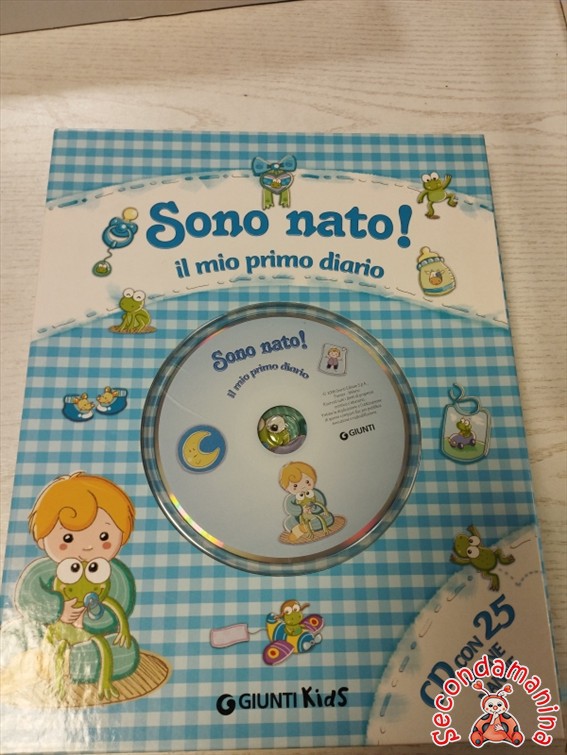 Sono nato!
il mio primo diario
Sono nato!
il mio primo diario
GIUNTI
CD CON 25
NE
GIUNTI KidS
secondamanina